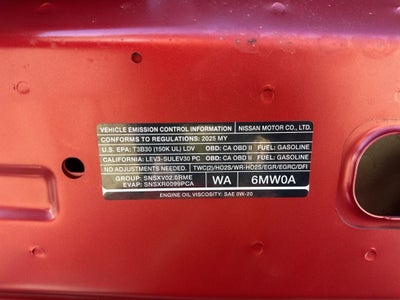 VEHICLE EMISSION CONTROL INFORMATION NISSAN MOTOR CO., LTD.
CONFORMS TO REGULATIONS: 2025 MY
U.S. EPA: T3B30 (150K UL) LDV OBD: CA OBD II FUEL: GASOLINE
CALIFORNIA: LEV3-SULEV30 PC OBD: CA OBD II FUEL: GASOLINE
NO ADJUSTMENTS NEEDED. TWC(2)/HO2S/WR-HO2S/EGR/EGRC/DFI
GROUP: SNSXV02.0RME
EVAP: SNSXR0099PCA
WA 6MW0A
ENGINE OIL VISCOSITY: SAE 0W-20